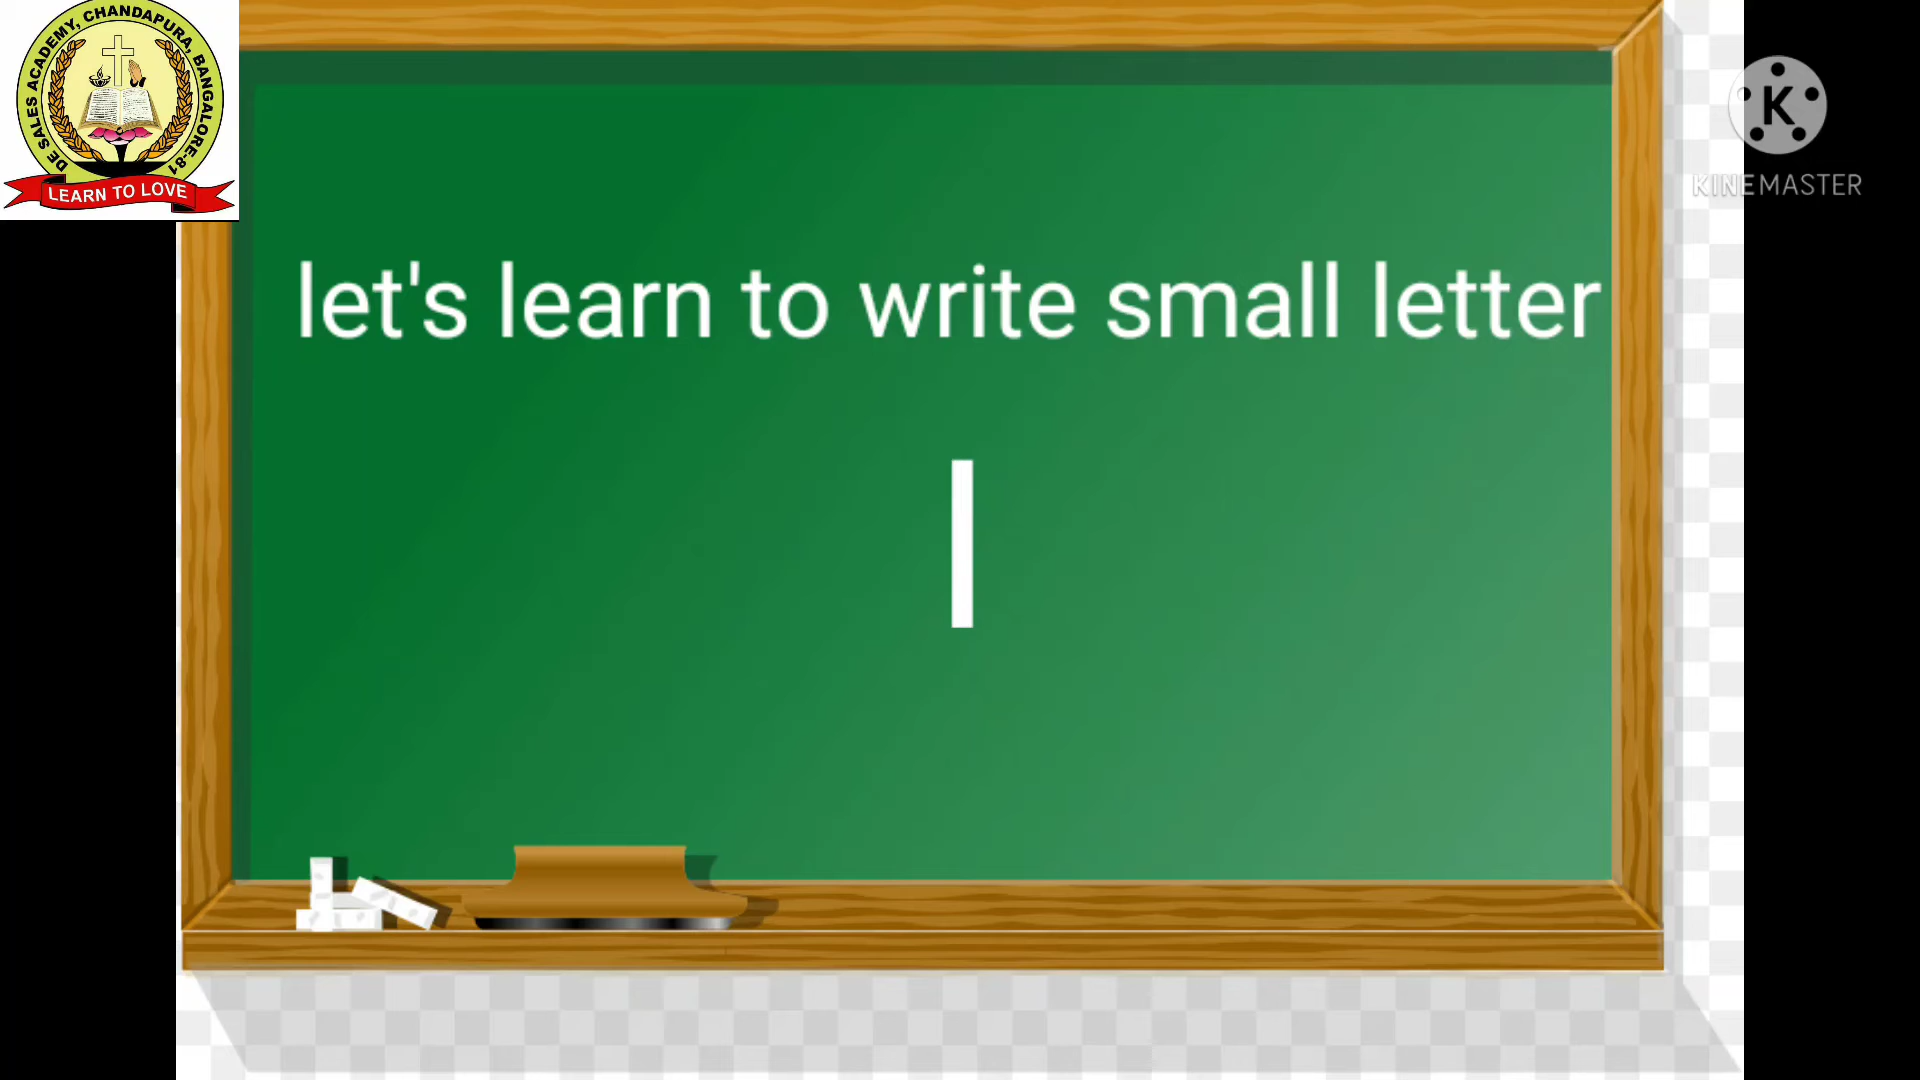 DE SALES ACADEMY, CHANDAPURA, BANGALORE-81
LEARN TO LOVE
K
KINEMASTER
let's learn to write small letter
l